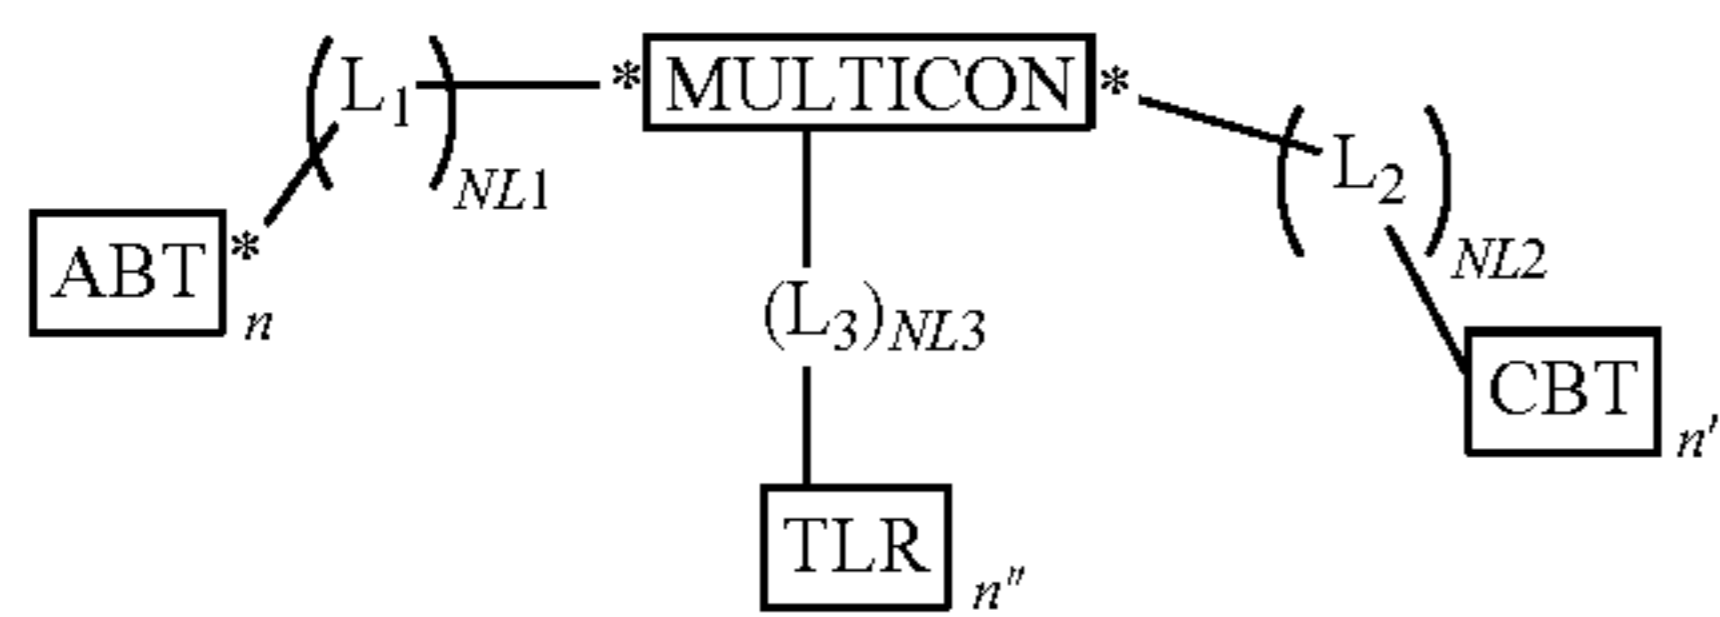 (L₁)NL1 *MULTICON* (L₂)NL2
ABT*n
(L₃)NL3
CBTn′
TLRn″